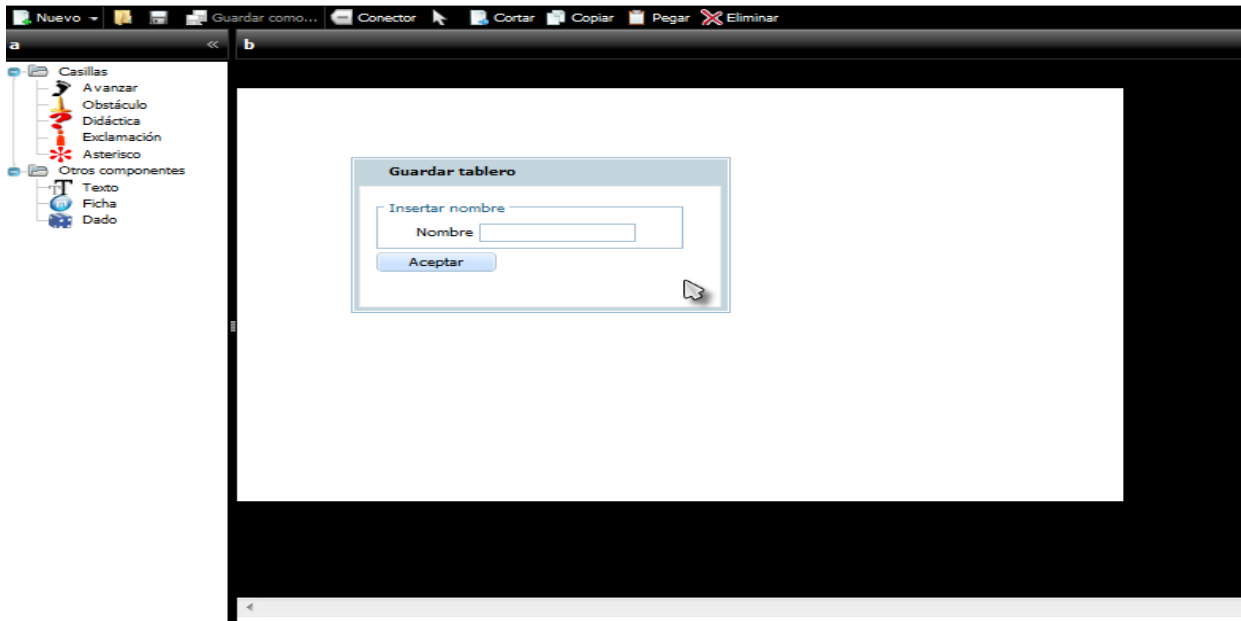 Nuevo Guardar como... Conector Cortar Copiar Pegar Eliminar
a « b
Casillas
Avanzar
Obstáculo
Didáctica
Exclamación
Asterisco
Otros componentes
Texto
Ficha
Dado
Guardar tablero
Insertar nombre
Nombre
Aceptar